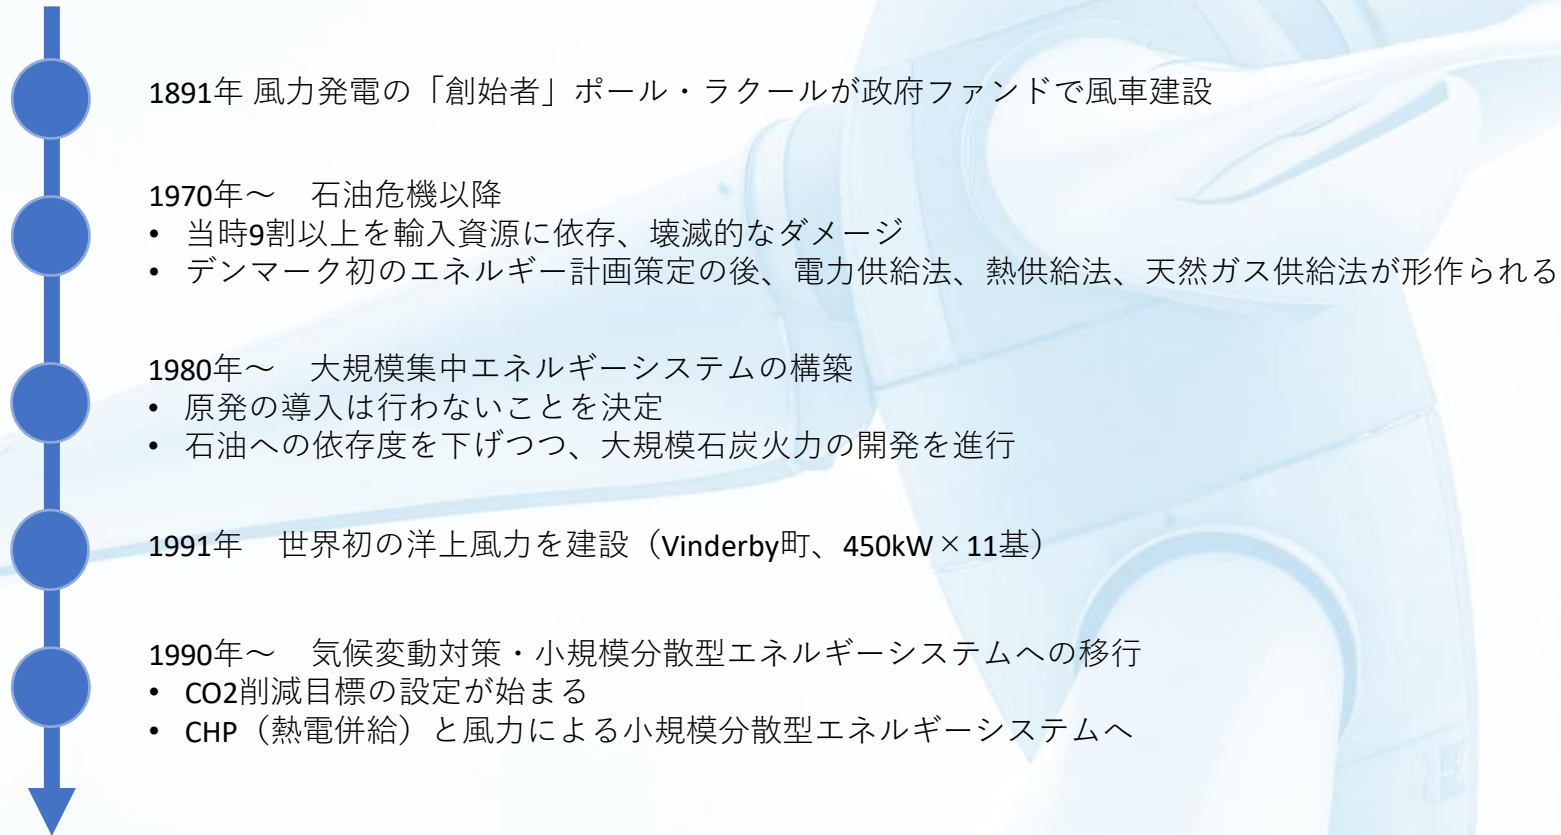 1891年 風力発電の「創始者」ポール・ラクールが政府ファンドで風車建設
1970年～　石油危機以降
• 当時9割以上を輸入資源に依存、壊滅的なダメージ
• デンマーク初のエネルギー計画策定の後、電力供給法、熱供給法、天然ガス供給法が形作られる
1980年～　大規模集中エネルギーシステムの構築
• 原発の導入は行わないことを決定
• 石油への依存度を下げつつ、大規模石炭火力の開発を進行
1991年　世界初の洋上風力を建設（Vinderby町、450kW×11基）
1990年～　気候変動対策・小規模分散型エネルギーシステムへの移行
• CO2削減目標の設定が始まる
• CHP（熱電併給）と風力による小規模分散型エネルギーシステムへ